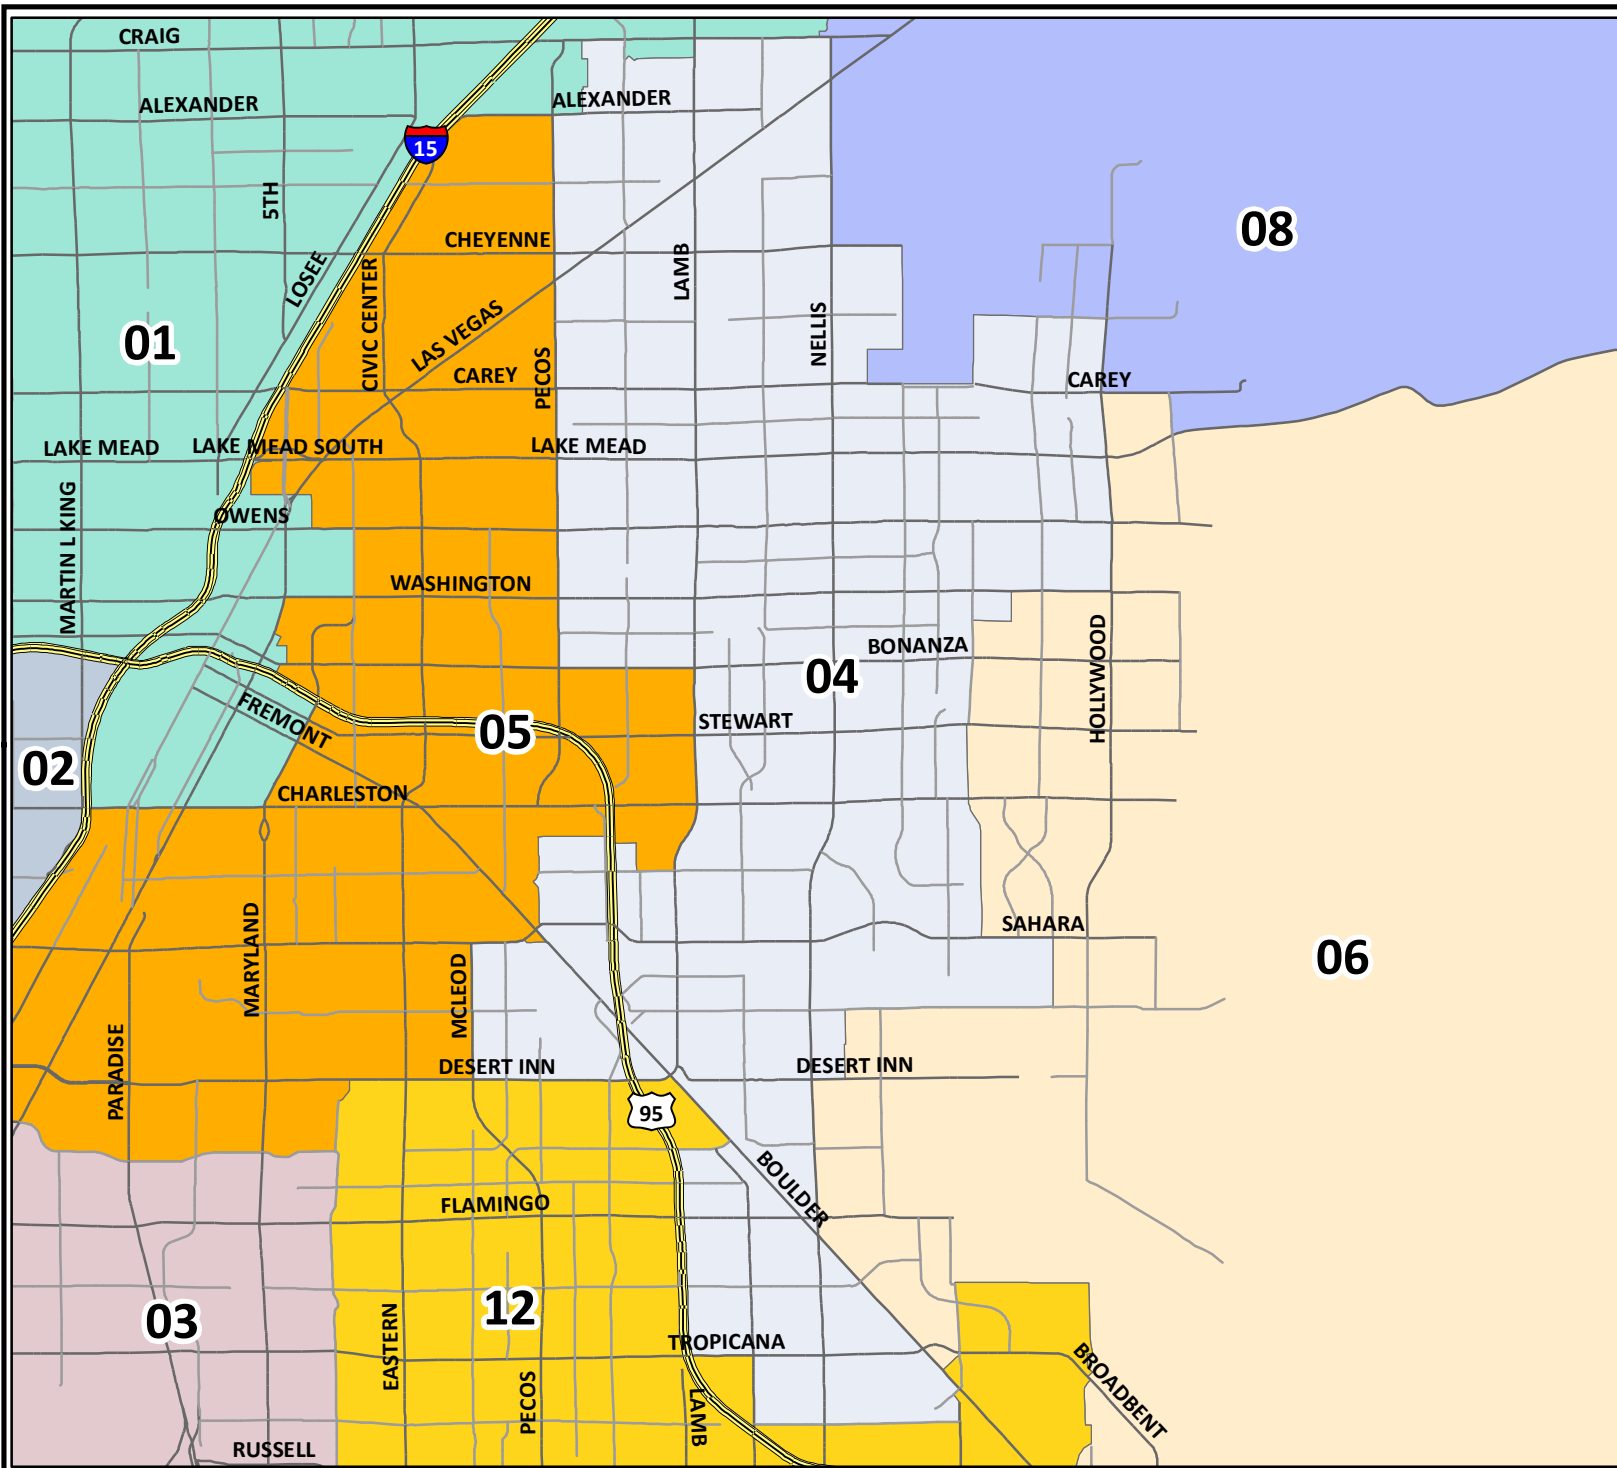 CRAIG
ALEXANDER
ALEXANDER
15
5TH
08
CHEYENNE
LOSEE
CIVIC CENTER
LAMB
LAS VEGAS
NELLIS
01
CAREY
PECOS
CAREY
LAKE MEAD
LAKE MEAD SOUTH
LAKE MEAD
MARTIN L KING
OWENS
WASHINGTON
BONANZA
HOLLYWOOD
04
FREMONT
05
STEWART
02
CHARLESTON
MARYLAND
SAHARA
06
MCLEOD
PARADISE
DESERT INN
DESERT INN
95
BOULDER
FLAMINGO
03
12
EASTERN
TROPICANA
BROADBENT
PECOS
LAMB
RUSSELL